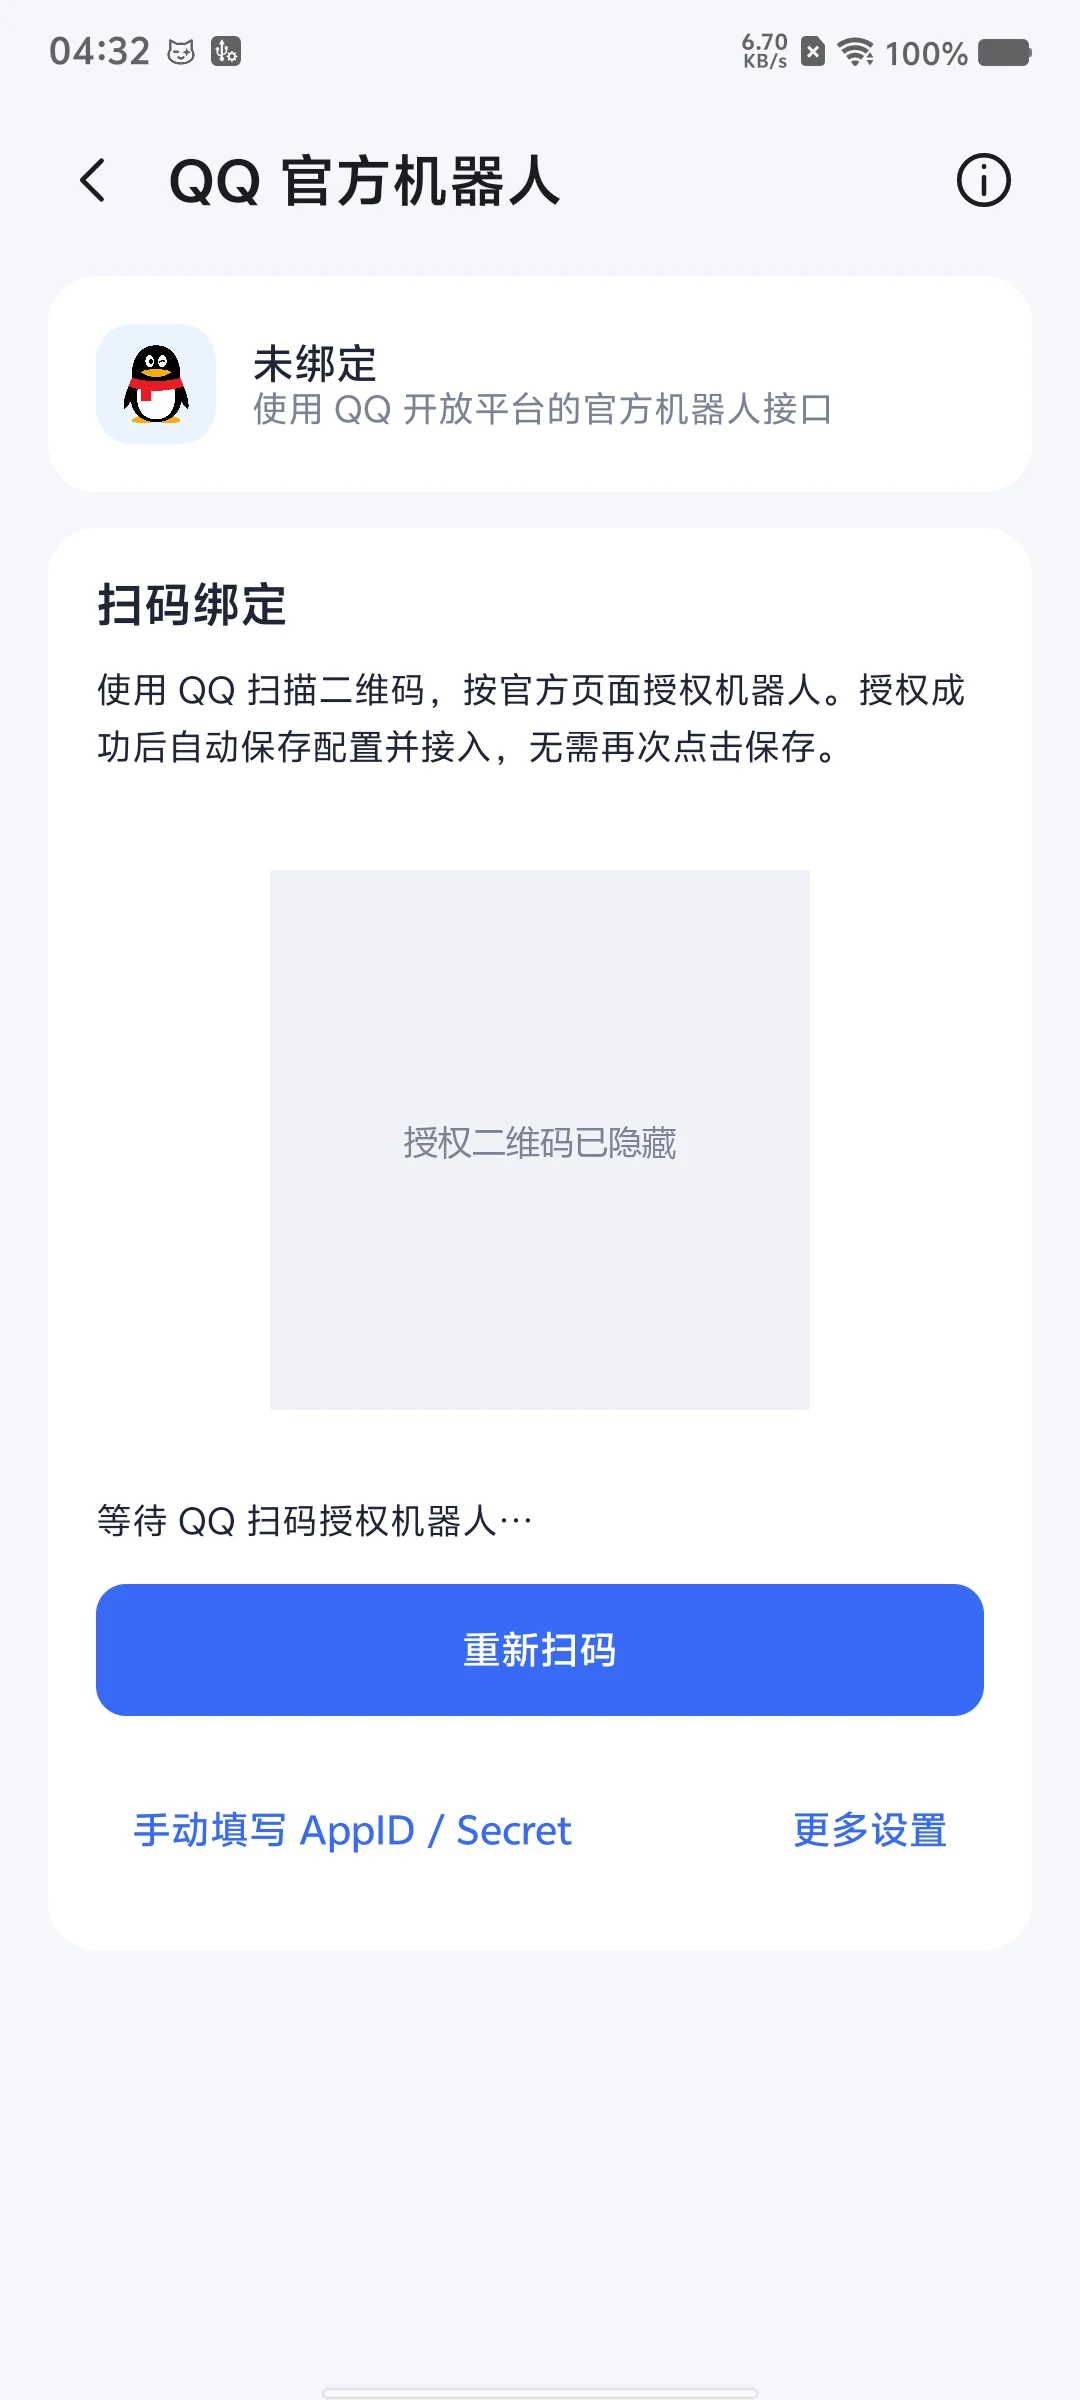 04:32
6.70
KB/s
100%
QQ 官方机器人
未绑定
使用 QQ 开放平台的官方机器人接口
扫码绑定
使用 QQ 扫描二维码，按官方页面授权机器人。授权成
功后自动保存配置并接入，无需再次点击保存。
授权二维码已隐藏
等待 QQ 扫码授权机器人…
重新扫码
手动填写 AppID / Secret
更多设置